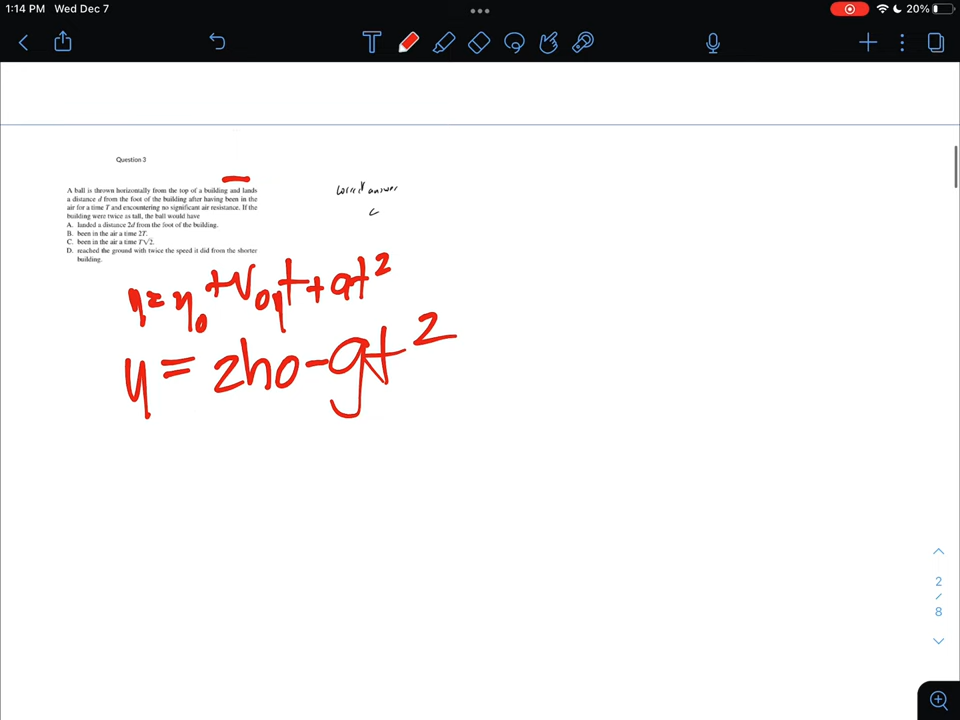 1:14 PM Wed Dec 7
20%
Question 3
A ball is thrown horizontally from the top of a building and lands
a distance d from the foot of the building after having been in the
air for a time T and encountering no significant air resistance. If the
building were twice as tall, the ball would have
A. landed a distance 2d from the foot of the building.
B. been in the air a time 2T.
C. been in the air a time T√2.
D. reached the ground with twice the speed it did from the shorter
building.
correct answer
C
y = y₀ + v₀yt + at²
y = 2h0 - gt²
2
/
8